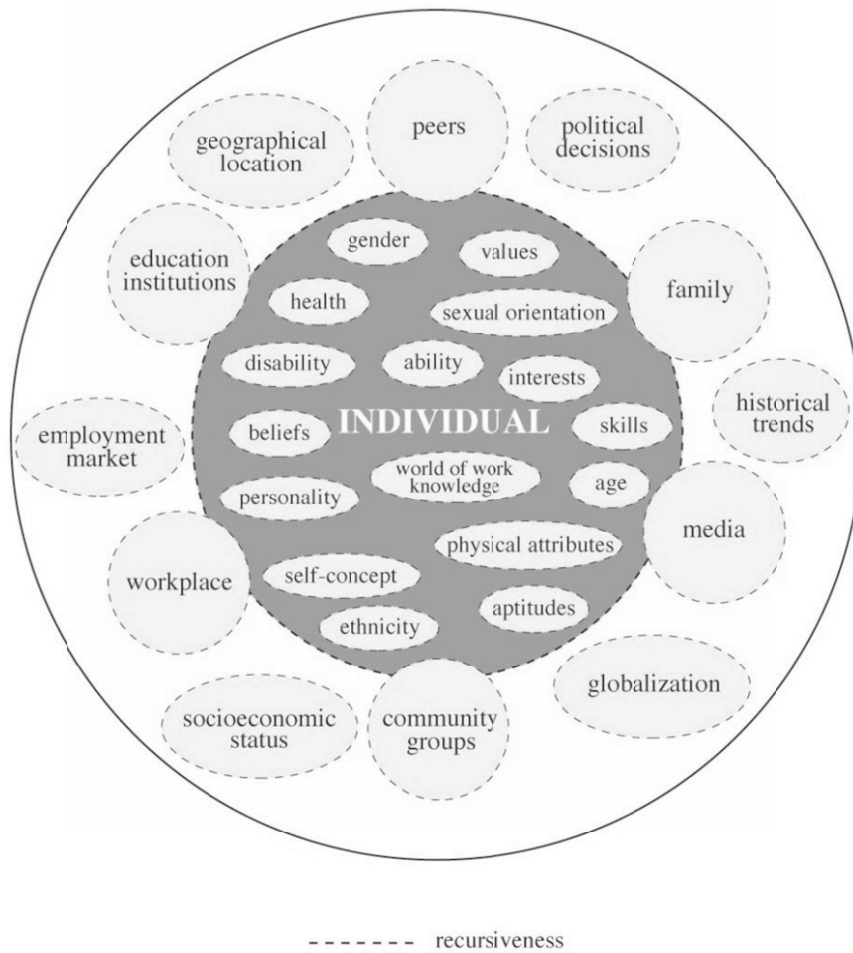 peers
political
decisions
geographical
location
education
institutions
gender
values
family
health
sexual orientation
disability
ability
interests
historical
trends
employment
market
beliefs
INDIVIDUAL
skills
world of work
knowledge
age
personality
media
physical attributes
workplace
self-concept
aptitudes
ethnicity
globalization
socioeconomic
status
community
groups
recursiveness